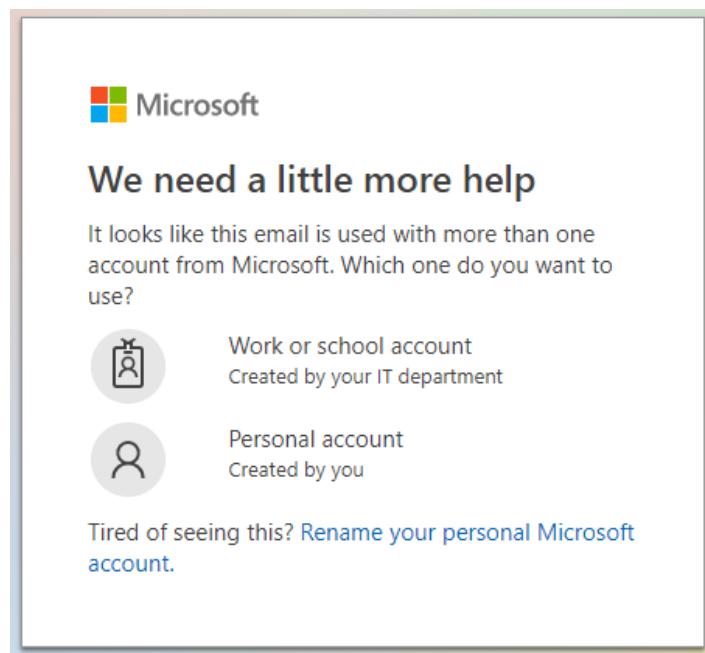 Microsoft
We need a little more help
It looks like this email is used with more than one
account from Microsoft. Which one do you want to
use?
Work or school account
Created by your IT department
Personal account
Created by you
Tired of seeing this? Rename your personal Microsoft
account.